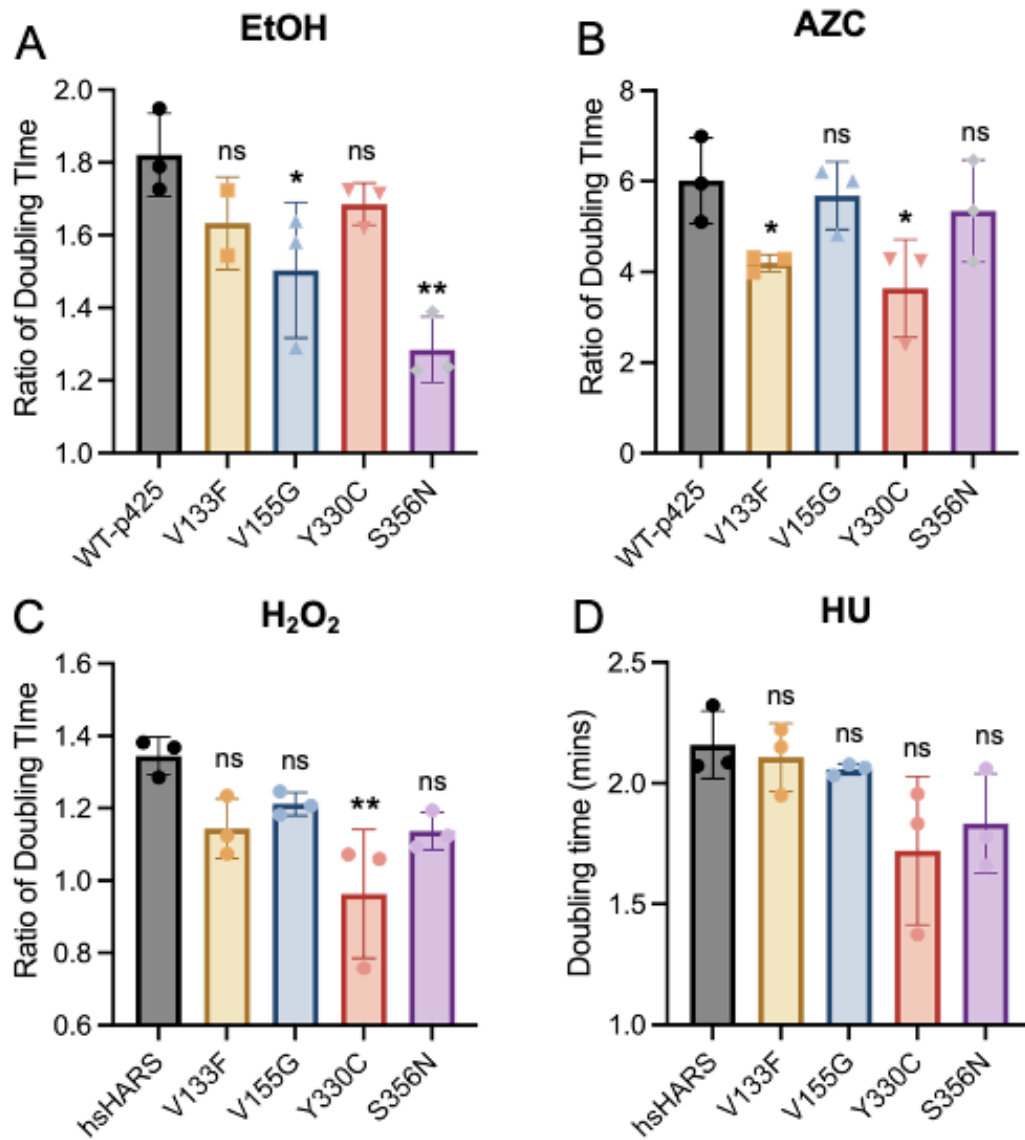 A
EtOH
Ratio of Doubling TIme
2.0
1.8
1.6
1.4
1.2
1.0
ns
*
ns
**
WT-p425
V133F
V155G
Y330C
S356N
B
AZC
Ratio of Doubling TIme
8
6
4
2
0
*
ns
*
ns
WT-p425
V133F
V155G
Y330C
S356N
C
H₂O₂
Ratio of Doubling TIme
1.6
1.4
1.2
1.0
0.8
0.6
ns
ns
**
ns
hsHARS
V133F
V155G
Y330C
S356N
D
HU
Doubling time (mins)
2.5
2.0
1.5
1.0
ns
ns
ns
ns
hsHARS
V133F
V155G
Y330C
S356N